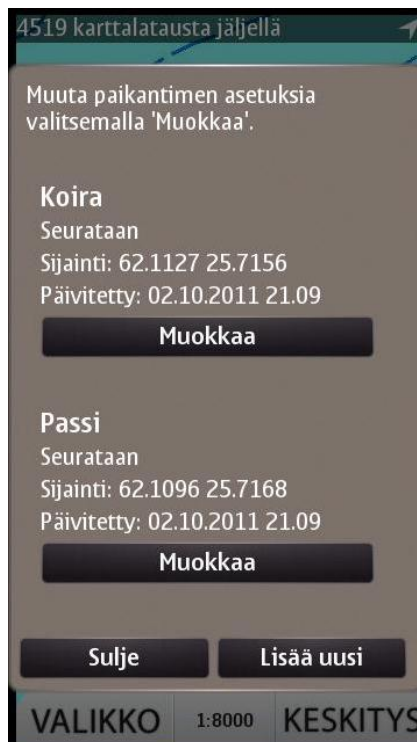 4519 karttalatausta jäljellä
Muuta paikantimen asetuksia
valitsemalla 'Muokkaa'.
Koira
Seurataan
Sijainti: 62.1127 25.7156
Päivitetty: 02.10.2011 21.09
Muokkaa
Passi
Seurataan
Sijainti: 62.1096 25.7168
Päivitetty: 02.10.2011 21.09
Muokkaa
Sulje Lisää uusi
VALIKKO 1:8000 KESKITYS